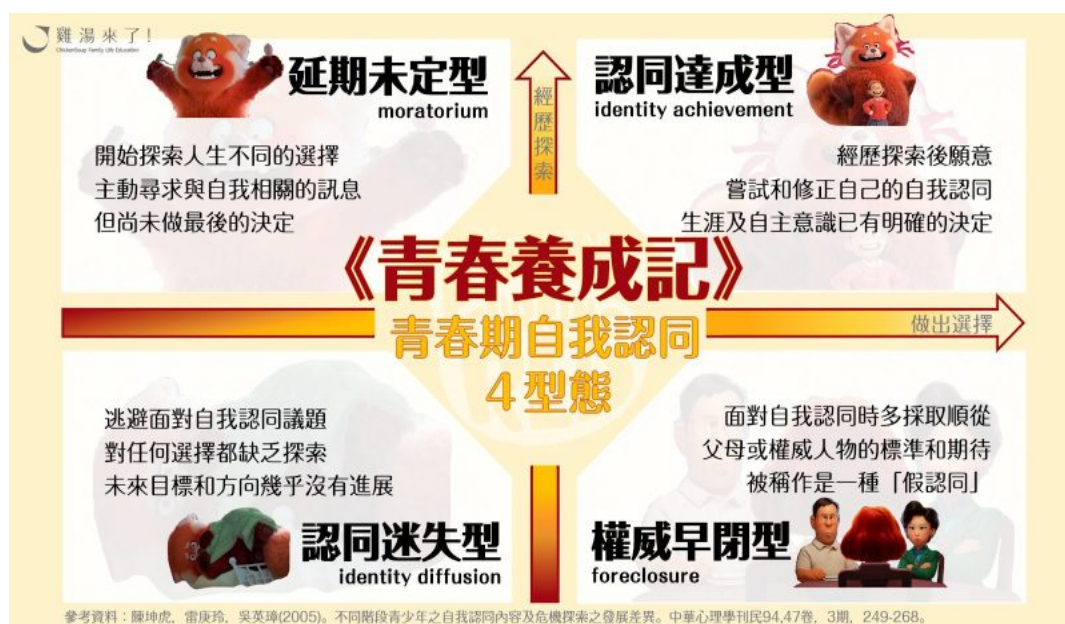 雞湯來了!
ChickenSoup Family Life Education
延期未定型
moratorium
開始探索人生不同的選擇
主動尋求與自我相關的訊息
但尚未做最後的決定
經歷探索
認同達成型
identity achievement
經歷探索後願意
嘗試和修正自己的自我認同
生涯及自主意識已有明確的決定
《青春養成記》
青春期自我認同
4型態
做出選擇
逃避面對自我認同議題
對任何選擇都缺乏探索
未來目標和方向幾乎沒有進展
認同迷失型
identity diffusion
面對自我認同時多採取順從
父母或權威人物的標準和期待
被稱作是一種「假認同」
權威早閉型
foreclosure
參考資料：陳坤虎, 雷庚玲, 吳英璋(2005)。不同階段青少年之自我認同內容及危機探索之發展差異。中華心理學刊民94,47卷, 3期, 249-268。